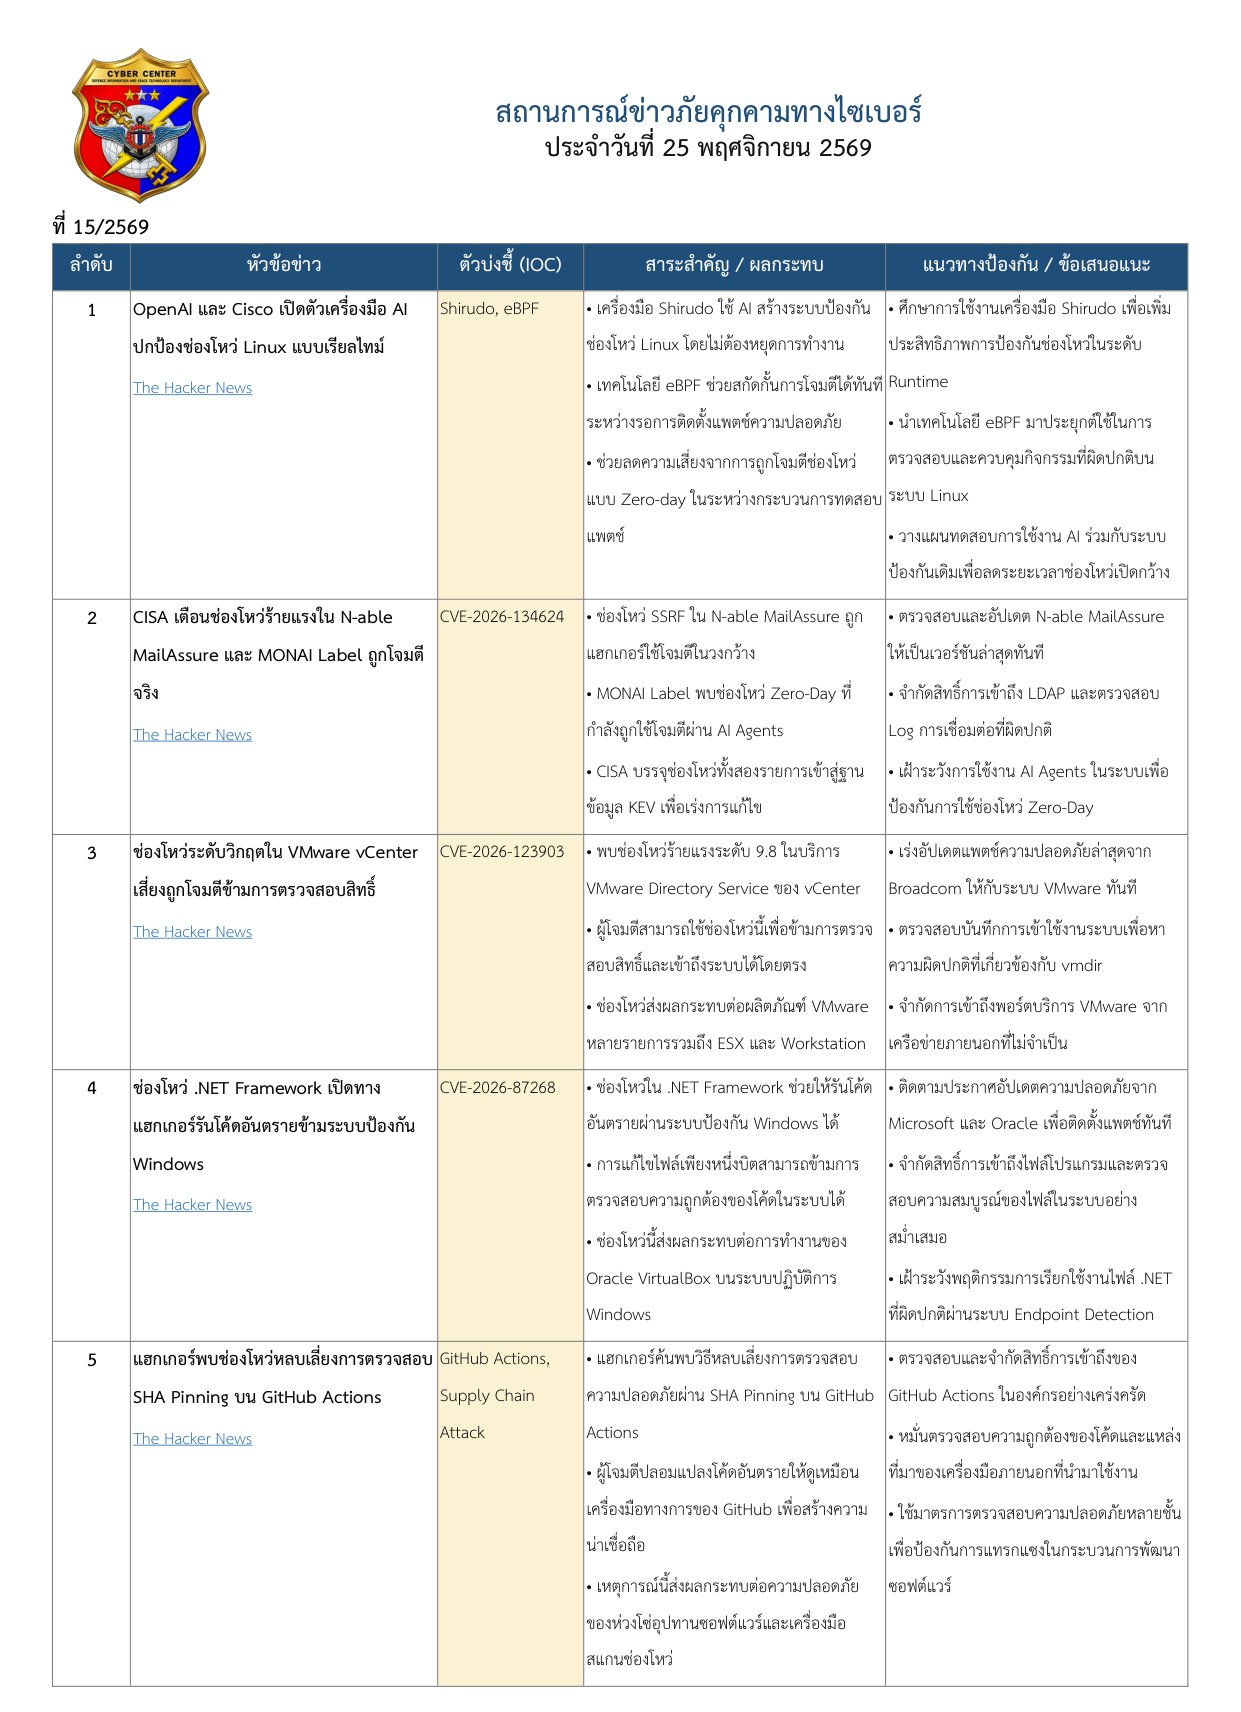 CYBER CENTER
DEFENCE INFORMATION AND SPACE TECHNOLOGY DEPARTMENT
สถานการณ์ข่าวภัยคุกคามทางไซเบอร์
ประจำวันที่ 25 พฤศจิกายน 2569
ที่ 15/2569
ลำดับ หัวข้อข่าว ตัวบ่งชี้ (IOC) สาระสำคัญ / ผลกระทบ แนวทางป้องกัน / ข้อเสนอแนะ
1
OpenAI และ Cisco เปิดตัวเครื่องมือ AI
ปกป้องช่องโหว่ Linux แบบเรียลไทม์
The Hacker News
Shirudo, eBPF
• เครื่องมือ Shirudo ใช้ AI สร้างระบบป้องกัน
ช่องโหว่ Linux โดยไม่ต้องหยุดการทำงาน
• เทคโนโลยี eBPF ช่วยสกัดกั้นการโจมตีได้ทันที
ระหว่างรอการติดตั้งแพตช์ความปลอดภัย
• ช่วยลดความเสี่ยงจากการถูกโจมตีช่องโหว่
แบบ Zero-day ในระหว่างกระบวนการทดสอบ
แพตช์
• ศึกษาการใช้งานเครื่องมือ Shirudo เพื่อเพิ่ม
ประสิทธิภาพการป้องกันช่องโหว่ในระดับ
Runtime
• นำเทคโนโลยี eBPF มาประยุกต์ใช้ในการ
ตรวจสอบและควบคุมกิจกรรมที่ผิดปกติบน
ระบบ Linux
• วางแผนทดสอบการใช้งาน AI ร่วมกับระบบ
ป้องกันเดิมเพื่อลดระยะเวลาช่องโหว่เปิดกว้าง
2
CISA เตือนช่องโหว่ร้ายแรงใน N-able
MailAssure และ MONAI Label ถูกโจมตี
จริง
The Hacker News
CVE-2026-134624
• ช่องโหว่ SSRF ใน N-able MailAssure ถูก
แฮกเกอร์ใช้โจมตีในวงกว้าง
• MONAI Label พบช่องโหว่ Zero-Day ที่
กำลังถูกใช้โจมตีผ่าน AI Agents
• CISA บรรจุช่องโหว่ทั้งสองรายการเข้าสู่ฐาน
ข้อมูล KEV เพื่อเร่งการแก้ไข
• ตรวจสอบและอัปเดต N-able MailAssure
ให้เป็นเวอร์ชันล่าสุดทันที
• จำกัดสิทธิ์การเข้าถึง LDAP และตรวจสอบ
Log การเชื่อมต่อที่ผิดปกติ
• เฝ้าระวังการใช้งาน AI Agents ในระบบเพื่อ
ป้องกันการใช้ช่องโหว่ Zero-Day
3
ช่องโหว่ระดับวิกฤตใน VMware vCenter
เสี่ยงถูกโจมตีข้ามการตรวจสอบสิทธิ์
The Hacker News
CVE-2026-123903
• พบช่องโหว่ร้ายแรงระดับ 9.8 ในบริการ
VMware Directory Service ของ vCenter
• ผู้โจมตีสามารถใช้ช่องโหว่นี้เพื่อข้ามการตรวจ
สอบสิทธิ์และเข้าถึงระบบได้โดยตรง
• ช่องโหว่ส่งผลกระทบต่อผลิตภัณฑ์ VMware
หลายรายการรวมถึง ESX และ Workstation
• เร่งอัปเดตแพตช์ความปลอดภัยล่าสุดจาก
Broadcom ให้กับระบบ VMware ทันที
• ตรวจสอบบันทึกการเข้าใช้งานระบบเพื่อหา
ความผิดปกติที่เกี่ยวข้องกับ vmdir
• จำกัดการเข้าถึงพอร์ตบริการ VMware จาก
เครือข่ายภายนอกที่ไม่จำเป็น
4
ช่องโหว่ .NET Framework เปิดทาง
แฮกเกอร์รันโค้ดอันตรายข้ามระบบป้องกัน
Windows
The Hacker News
CVE-2026-87268
• ช่องโหว่ใน .NET Framework ช่วยให้รันโค้ด
อันตรายผ่านระบบป้องกัน Windows ได้
• การแก้ไขไฟล์เพียงหนึ่งบิตสามารถข้ามการ
ตรวจสอบความถูกต้องของโค้ดในระบบได้
• ช่องโหว่นี้ส่งผลกระทบต่อการทำงานของ
Oracle VirtualBox บนระบบปฏิบัติการ
Windows
• ติดตามประกาศอัปเดตความปลอดภัยจาก
Microsoft และ Oracle เพื่อติดตั้งแพตช์ทันที
• จำกัดสิทธิ์การเข้าถึงไฟล์โปรแกรมและตรวจ
สอบความสมบูรณ์ของไฟล์ในระบบอย่าง
สม่ำเสมอ
• เฝ้าระวังพฤติกรรมการเรียกใช้งานไฟล์ .NET
ที่ผิดปกติผ่านระบบ Endpoint Detection
5
แฮกเกอร์พบช่องโหว่หลบเลี่ยงการตรวจสอบ
SHA Pinning บน GitHub Actions
The Hacker News
GitHub Actions,
Supply Chain
Attack
• แฮกเกอร์ค้นพบวิธีหลบเลี่ยงการตรวจสอบ
ความปลอดภัยผ่าน SHA Pinning บน GitHub
Actions
• ผู้โจมตีปลอมแปลงโค้ดอันตรายให้ดูเหมือน
เครื่องมือทางการของ GitHub เพื่อสร้างความ
น่าเชื่อถือ
• เหตุการณ์นี้ส่งผลกระทบต่อความปลอดภัย
ของห่วงโซ่อุปทานซอฟต์แวร์และเครื่องมือ
สแกนช่องโหว่
• ตรวจสอบและจำกัดสิทธิ์การเข้าถึงของ
GitHub Actions ในองค์กรอย่างเคร่งครัด
• หมั่นตรวจสอบความถูกต้องของโค้ดและแหล่ง
ที่มาของเครื่องมือภายนอกที่นำมาใช้งาน
• ใช้มาตรการตรวจสอบความปลอดภัยหลายชั้น
เพื่อป้องกันการแทรกแซงในกระบวนการพัฒนา
ซอฟต์แวร์